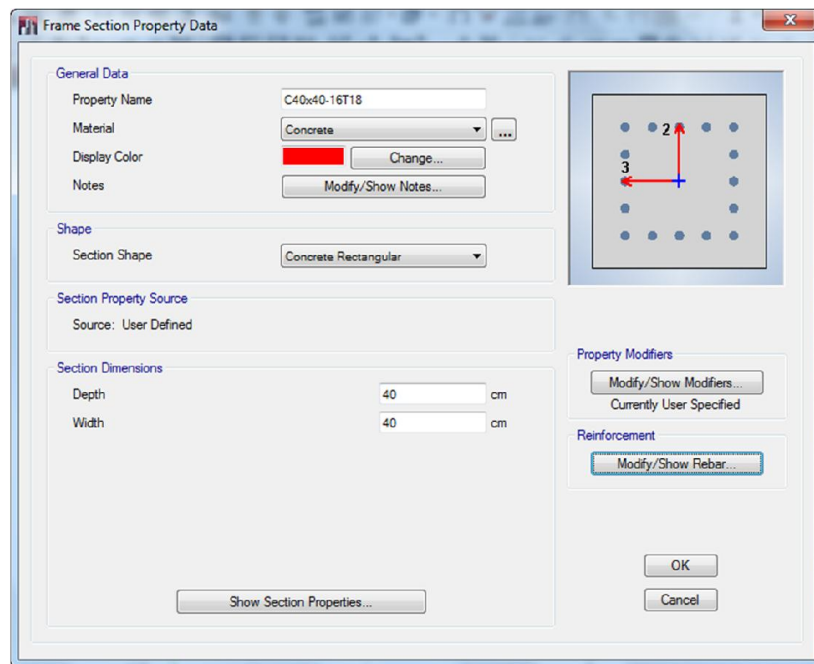 Frame Section Property Data
General Data
Property Name C40x40-16T18
Material Concrete ...
Display Color Change...
Notes Modify/Show Notes...
2
3
Shape
Section Shape Concrete Rectangular
Section Property Source
Source: User Defined
Section Dimensions
Depth 40 cm
Width 40 cm
Show Section Properties...
Property Modifiers
Modify/Show Modifiers...
Currently User Specified
Reinforcement
Modify/Show Rebar...
OK
Cancel